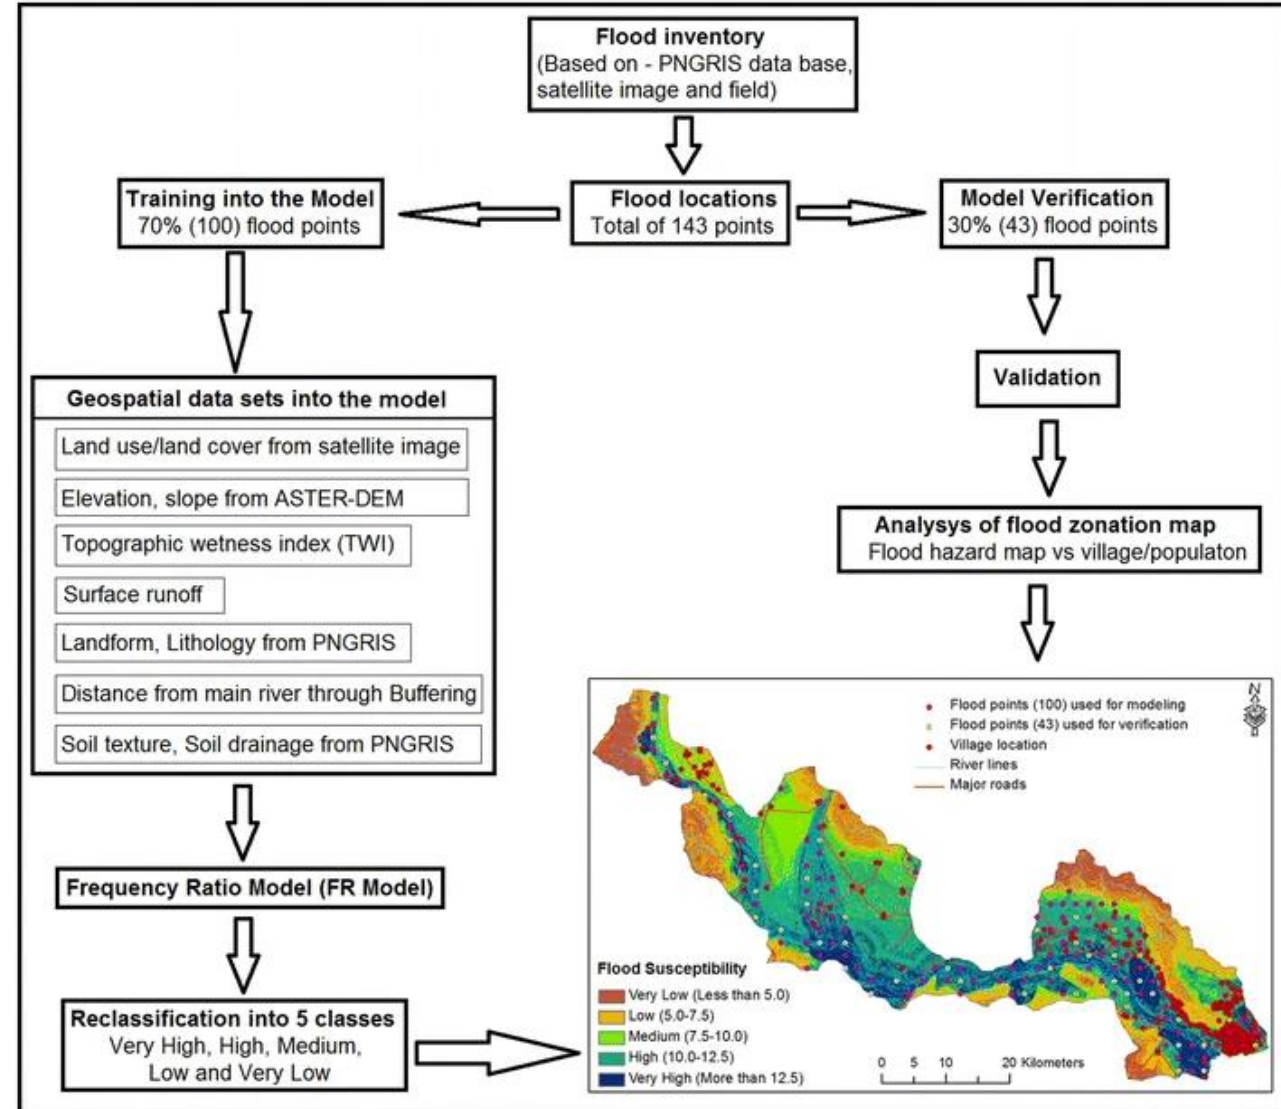 Flood inventory
(Based on - PNGRIS data base,
satellite image and field)
Training into the Model
70% (100) flood points
Flood locations
Total of 143 points
Model Verification
30% (43) flood points
Geospatial data sets into the model
Land use/land cover from satellite image
Elevation, slope from ASTER-DEM
Topographic wetness index (TWI)
Surface runoff
Landform, Lithology from PNGRIS
Distance from main river through Buffering
Soil texture, Soil drainage from PNGRIS
Frequency Ratio Model (FR Model)
Reclassification into 5 classes
Very High, High, Medium,
Low and Very Low
Validation
Analysys of flood zonation map
Flood hazard map vs village/populaton
Flood points (100) used for modeling
Flood points (43) used for verification
Village location
River lines
Major roads
N
Flood Susceptibility
Very Low (Less than 5.0)
Low (5.0-7.5)
Medium (7.5-10.0)
High (10.0-12.5)
Very High (More than 12.5)
0 5 10 20 Kilometers